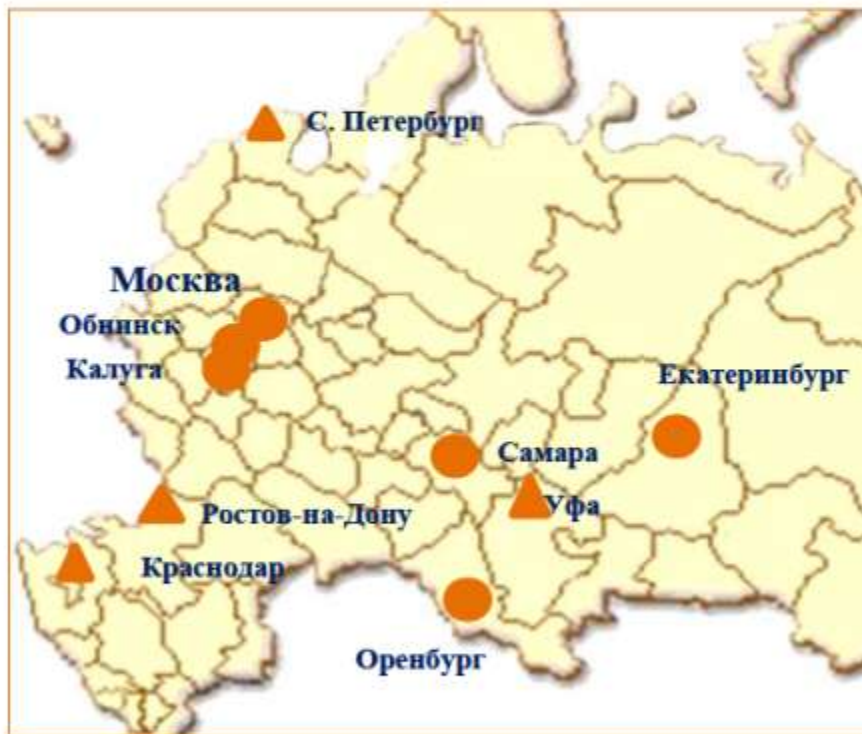 С. Петербург
Москва
Обнинск
Калуга
Екатеринбург
Самара
Уфа
Ростов-на-Дону
Краснодар
Оренбург